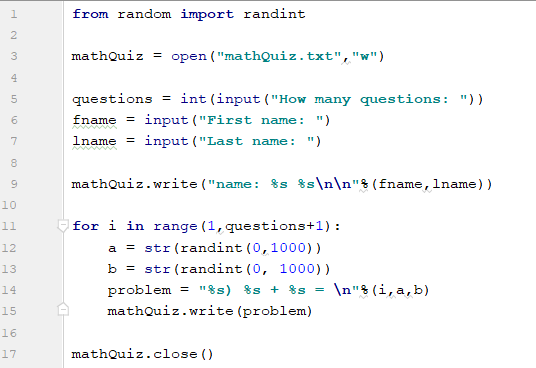 1 from random import randint
2
3 mathQuiz = open("mathQuiz.txt","w")
4
5 questions = int(input("How many questions: "))
6 fname = input("First name: ")
7 lname = input("Last name: ")
8
9 mathQuiz.write("name: %s %s\n\n"%(fname,lname))
10
11 for i in range(1,questions+1):
12     a = str(randint(0,1000))
13     b = str(randint(0, 1000))
14     problem = "%s) %s + %s = \n"%(i,a,b)
15     mathQuiz.write(problem)
16
17 mathQuiz.close()